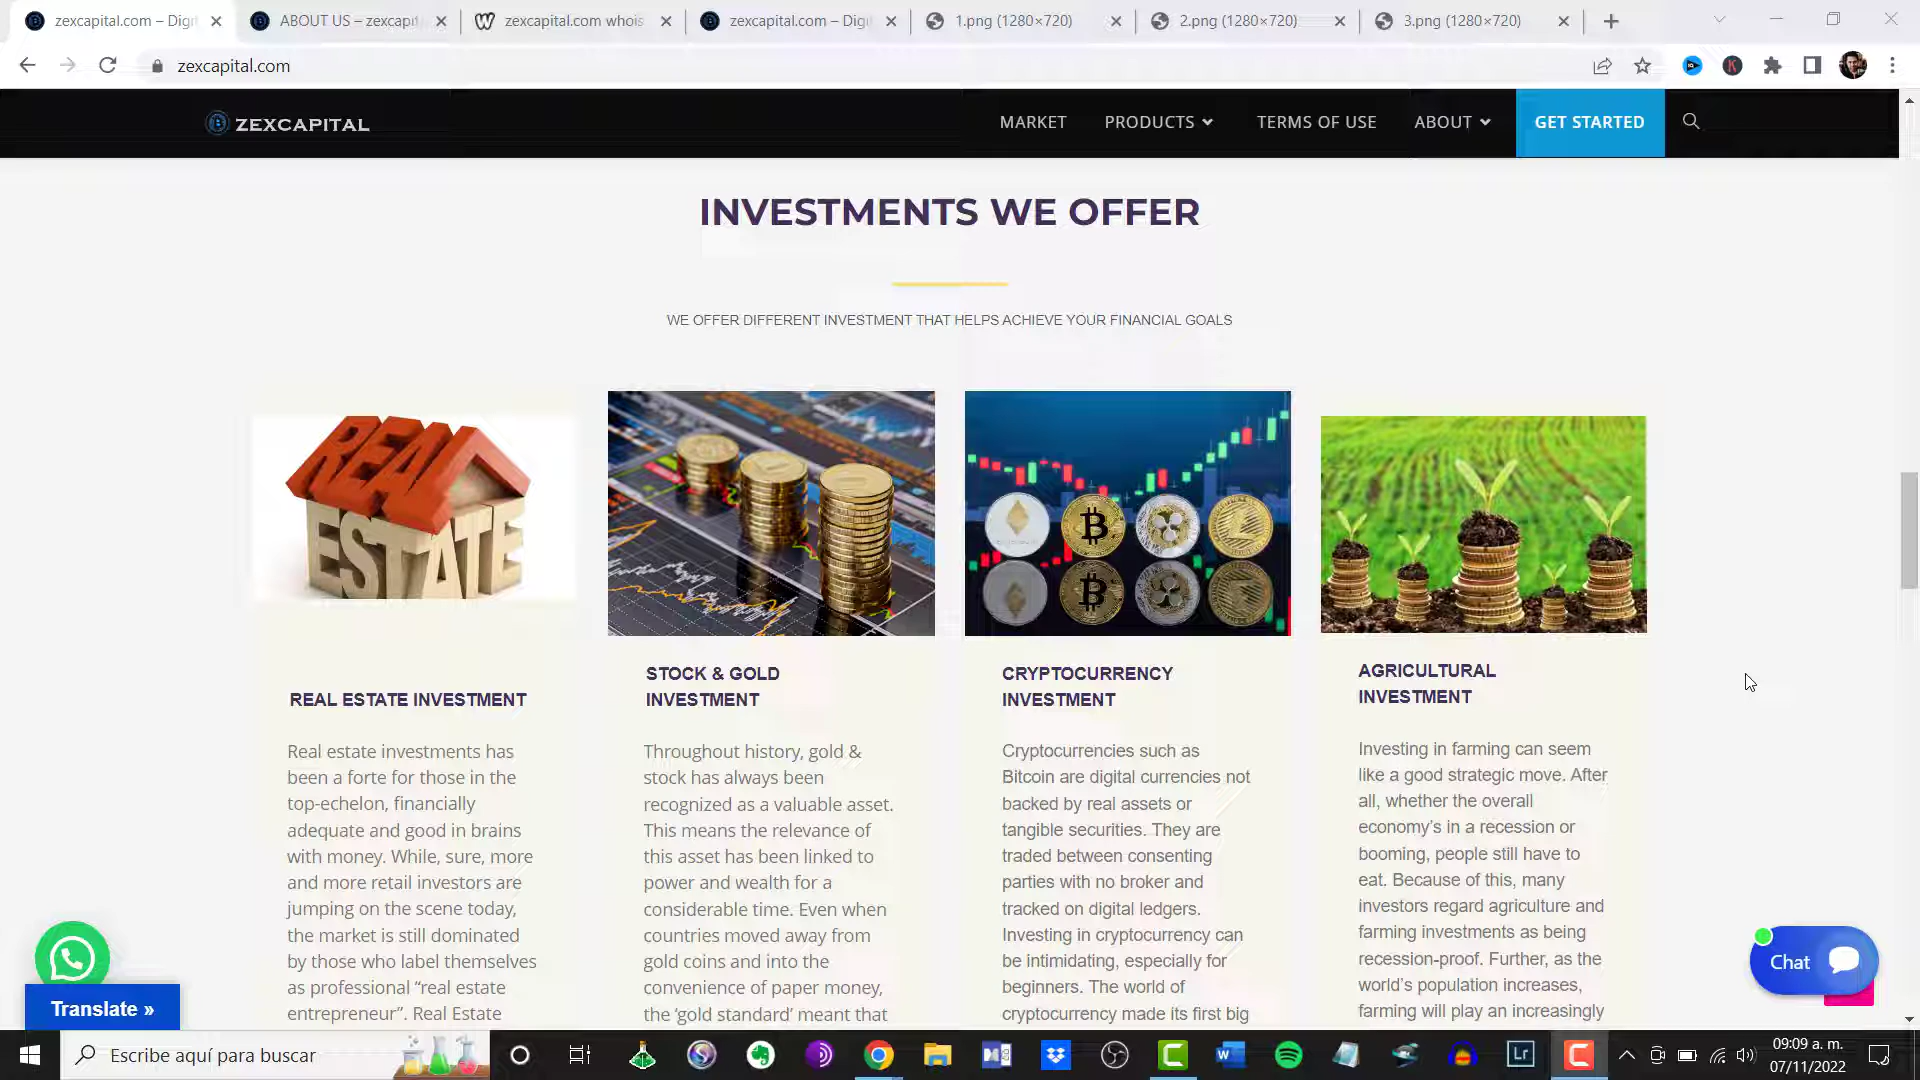 zexcapital.com – Digi
ABOUT US – zexcapit
zexcapital.com whois
zexcapital.com – Digi
1.png (1280×720)
2.png (1280×720)
3.png (1280×720)
zexcapital.com
ZEXCAPITAL
MARKET
PRODUCTS
TERMS OF USE
ABOUT
GET STARTED
INVESTMENTS WE OFFER
WE OFFER DIFFERENT INVESTMENT THAT HELPS ACHIEVE YOUR FINANCIAL GOALS
REAL
ESTATE
REAL ESTATE INVESTMENT
Real estate investments has
been a forte for those in the
top-echelon, financially
adequate and good in brains
with money. While, sure, more
and more retail investors are
jumping on the scene today,
the market is still dominated
by those who label themselves
as professional “real estate
entrepreneur”. Real Estate
STOCK & GOLD
INVESTMENT
Throughout history, gold &
stock has always been
recognized as a valuable asset.
This means the relevance of
this asset has been linked to
power and wealth for a
considerable time. Even when
countries moved away from
gold coins and into the
convenience of paper money,
the ‘gold standard’ meant that
CRYPTOCURRENCY
INVESTMENT
Cryptocurrencies such as
Bitcoin are digital currencies not
backed by real assets or
tangible securities. They are
traded between consenting
parties with no broker and
tracked on digital ledgers.
Investing in cryptocurrency can
be intimidating, especially for
beginners. The world of
cryptocurrency made its first big
AGRICULTURAL
INVESTMENT
Investing in farming can seem
like a good strategic move. After
all, whether the overall
economy’s in a recession or
booming, people still have to
eat. Because of this, many
investors regard agriculture and
farming investments as being
recession-proof. Further, as the
world’s population increases,
farming will play an increasingly
Translate »
Chat
Escribe aquí para buscar
Lr
09:09 a. m.
07/11/2022